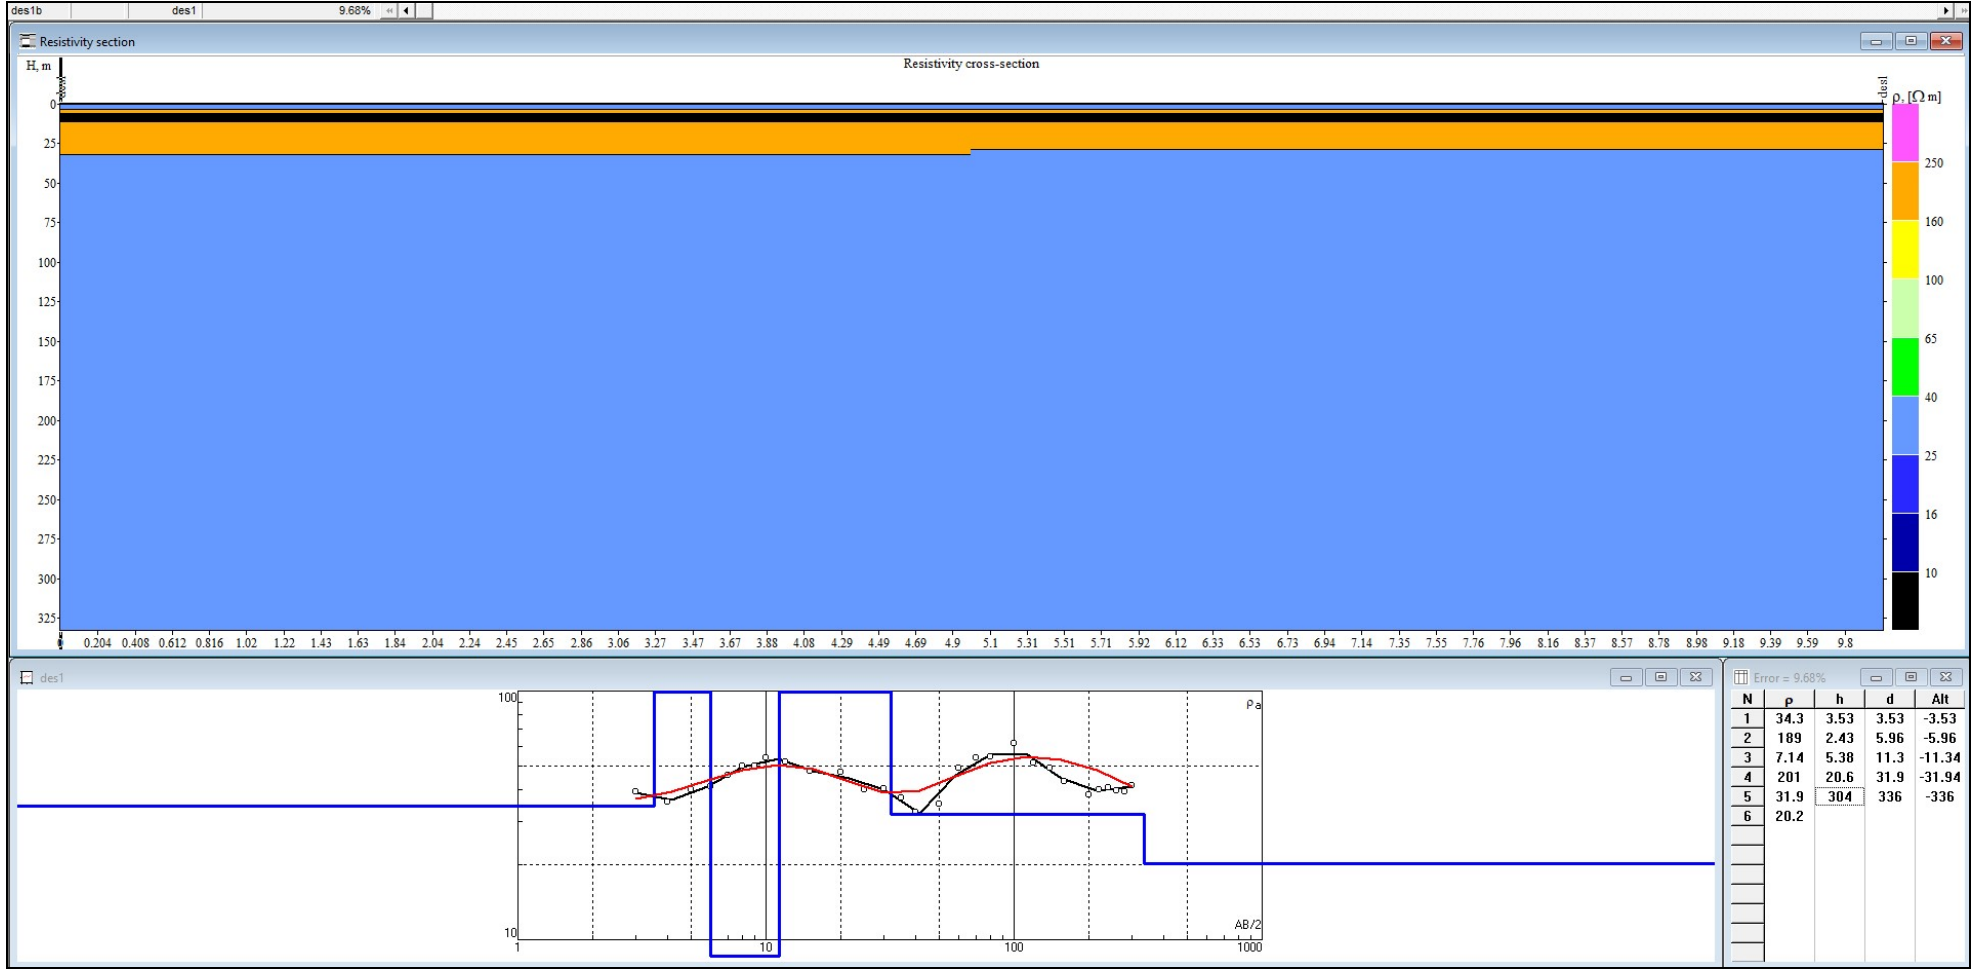 des1b des1 9.68%
Resistivity section
Resistivity cross-section
H, m
des1
ρ, [Ω m]
0
25
50
75
100
125
150
175
200
225
250
275
300
325
250
160
100
65
40
25
16
10
0.204 0.408 0.612 0.816 1.02 1.22 1.43 1.63 1.84 2.04 2.24 2.45 2.65 2.86 3.06 3.27 3.47 3.67 3.88 4.08 4.29 4.49 4.69 4.9 5.1 5.31 5.51 5.71 5.92 6.12 6.33 6.53 6.73 6.94 7.14 7.35 7.55 7.76 7.96 8.16 8.37 8.57 8.78 8.98 9.18 9.39 9.59 9.8
des1
100
ρa
10
AB/2
1 10 100 1000
Error = 9.68%
N ρ h d Alt
1 34.3 3.53 3.53 -3.53
2 189 2.43 5.96 -5.96
3 7.14 5.38 11.3 -11.34
4 201 20.6 31.9 -31.94
5 31.9 304 336 -336
6 20.2